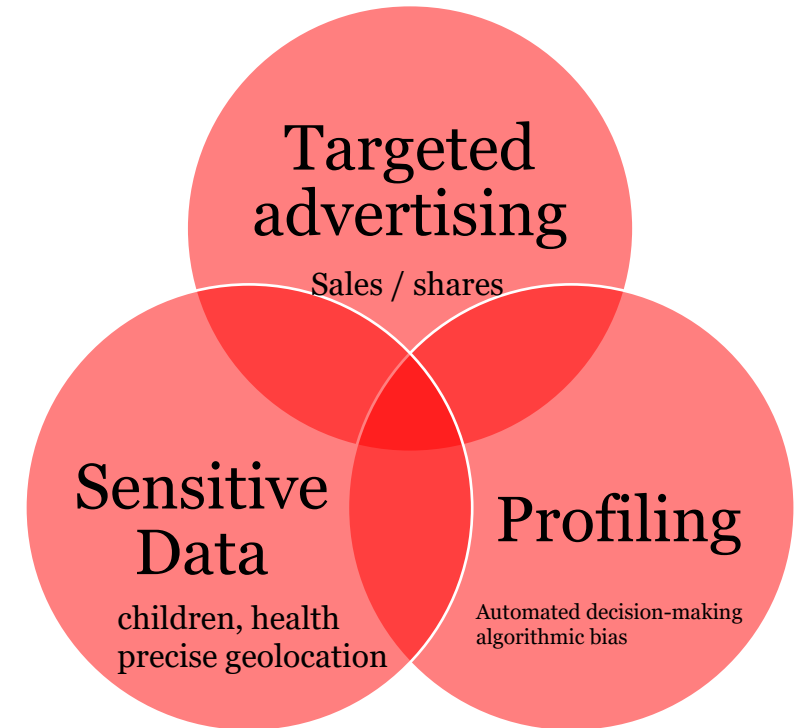 Targeted
advertising
Sales / shares
Sensitive
Data
children, health
precise geolocation
Profiling
Automated decision-making
algorithmic bias